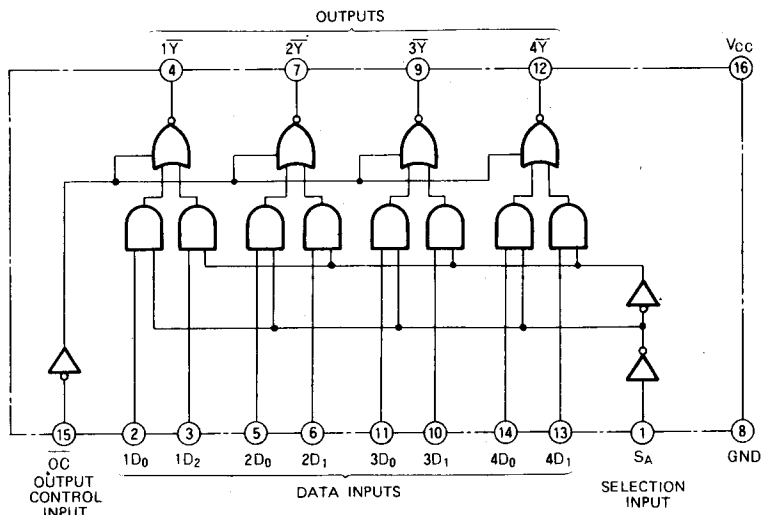 OUTPUTS
1Y 2Y 3Y 4Y VCC
4 7 9 12 16
15 2 3 5 6 11 10 14 13 1 8
OC 1D0 1D2 2D0 2D1 3D0 3D1 4D0 4D1 SA GND
OUTPUT
CONTROL
INPUT
DATA INPUTS
SELECTION
INPUT